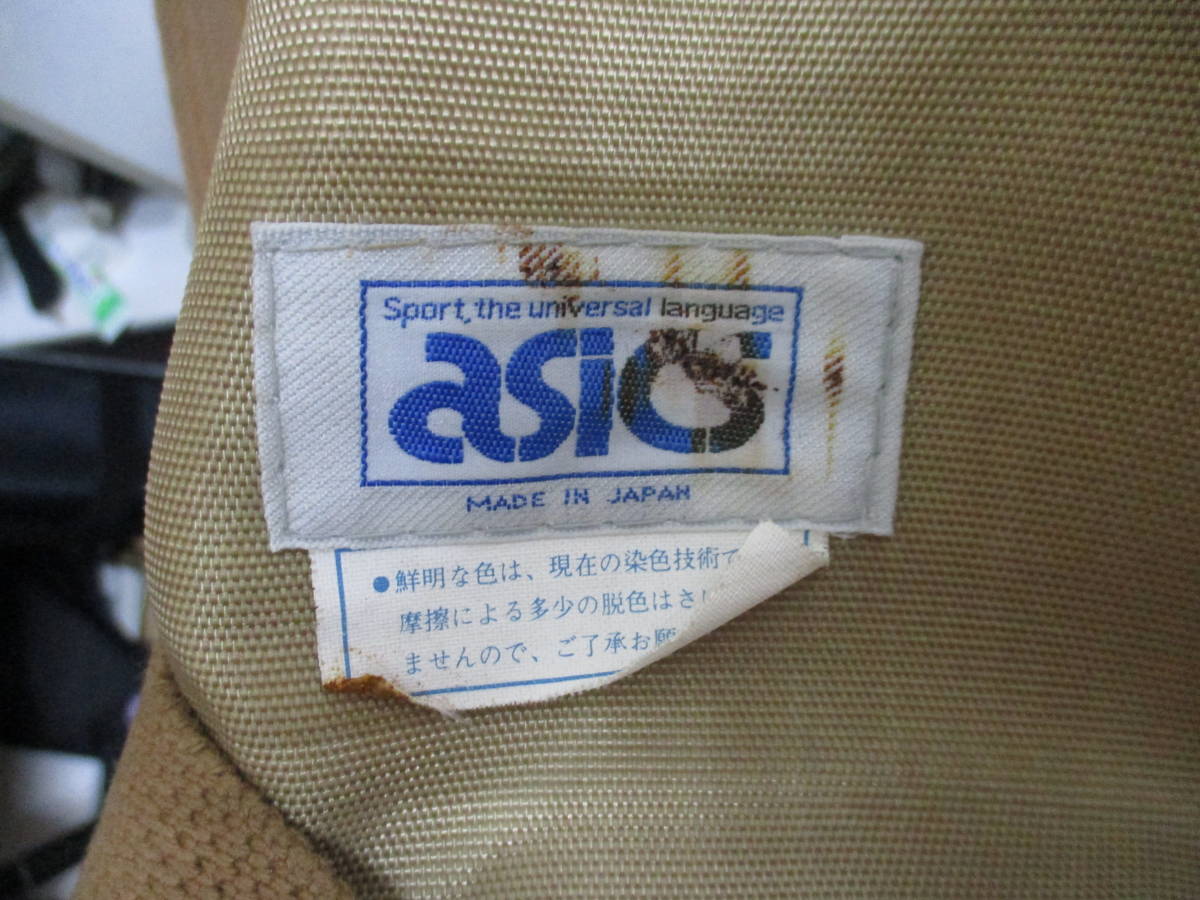 Sport, the universal language
asics
MADE IN JAPAN
●鮮明な色は、現在の染色技術で
摩擦による多少の脱色はさ
ませんので、ご了承お願